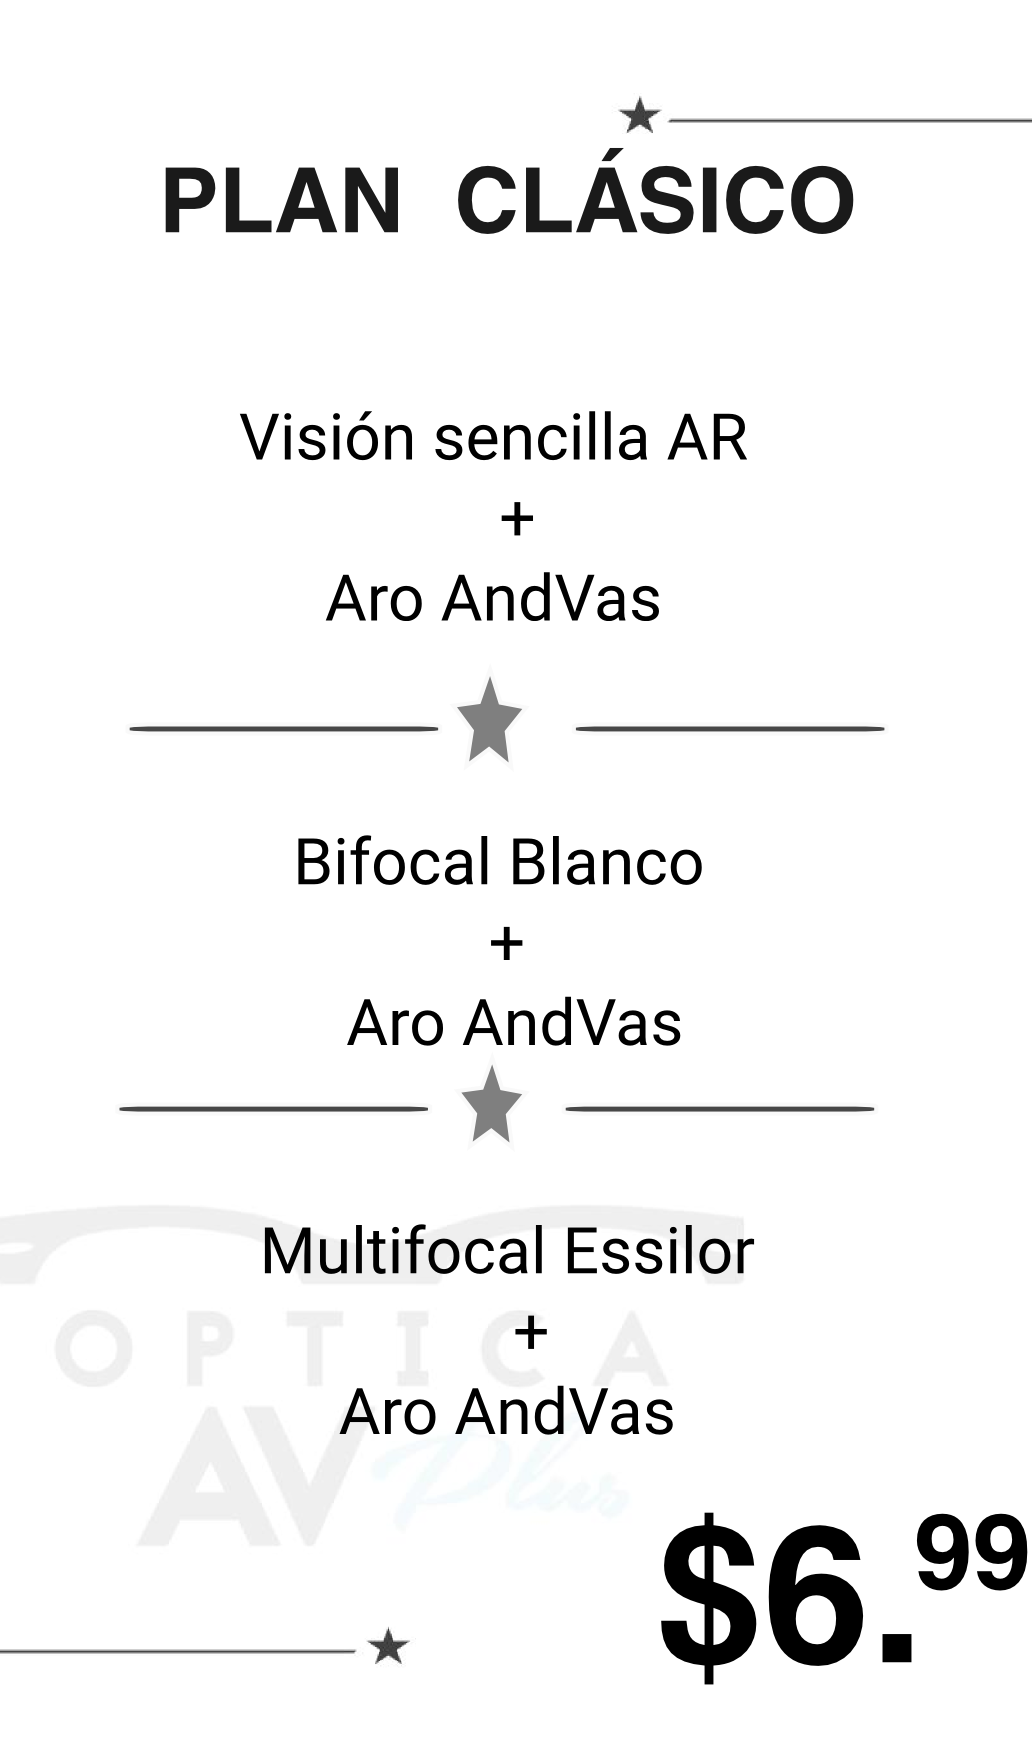 PLAN CLÁSICO
Visión sencilla AR
+
Aro AndVas
Bifocal Blanco
+
Aro AndVas
Multifocal Essilor
+
Aro AndVas
OPTICA
AV Plus
$6.99